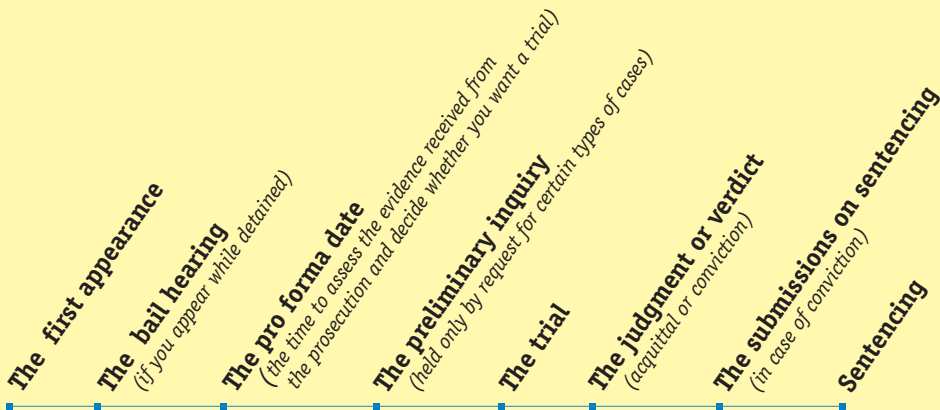 The first appearance
The bail hearing
(if you appear while detained)
The pro forma date
(the time to assess the evidence received from
the prosecution and decide whether you want a trial)
The preliminary inquiry
(held only by request for certain types of cases)
The trial
The judgment or verdict
(acquittal or conviction)
The submissions on sentencing
(in case of conviction)
Sentencing